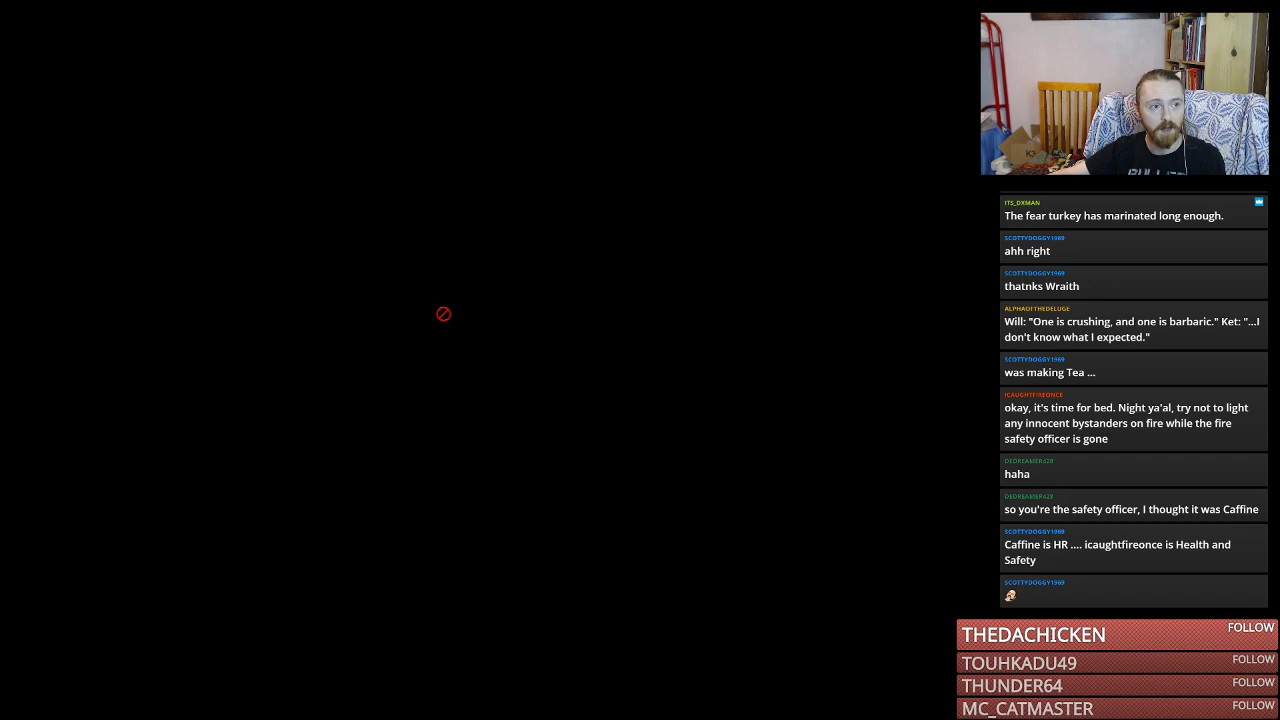 BULLET
ITS_DXMAN
The fear turkey has marinated long enough.
SCOTTYDOGGY1969
ahh right
SCOTTYDOGGY1969
thatnks Wraith
ALPHAOFTHEDELUGE
Will: "One is crushing, and one is barbaric." Ket: "...I
don't know what I expected."
SCOTTYDOGGY1969
was making Tea ...
ICAUGHTFIREONCE
okay, it's time for bed. Night ya'al, try not to light
any innocent bystanders on fire while the fire
safety officer is gone
DEDREAMER428
haha
DEDREAMER428
so you're the safety officer, I thought it was Caffine
SCOTTYDOGGY1969
Caffine is HR .... icaughtfireonce is Health and
Safety
SCOTTYDOGGY1969
THEDACHICKEN FOLLOW
TOUHKADU49 FOLLOW
THUNDER64 FOLLOW
MC_CATMASTER FOLLOW